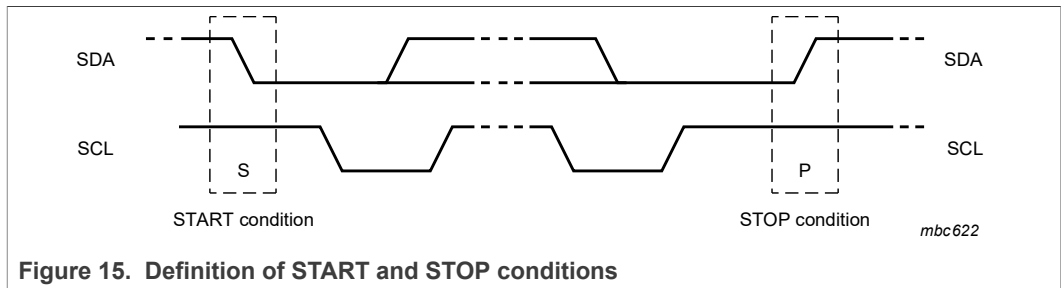 SDA
SDA
SCL
SCL
S
P
START condition
STOP condition
mbc622
Figure 15. Definition of START and STOP conditions